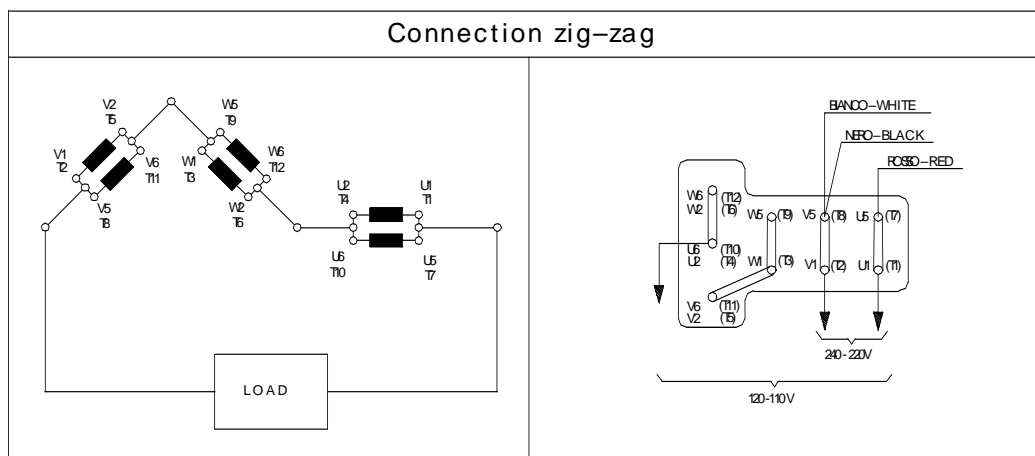 Connection zig–zag
V2
T5
V1
T2
V6
T11
V5
T8
W5
T9
W1
T3
W6
T12
W2
T6
U2
T4
U1
T1
U6
T10
U5
T7
LOAD
BIANCO–WHITE
NERO–BLACK
ROSSO–RED
W6 (T12)
W2 (T6)
W5 (T9)
V5 (T8)
U5 (T7)
U6 (T10)
U2 (T4)
W1 (T3)
V1 (T2)
U1 (T1)
V6 (T11)
V2 (T5)
240-220V
120-110V